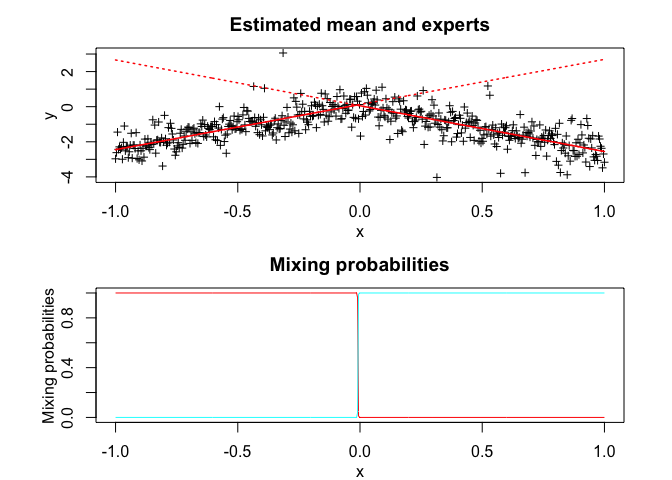 Estimated mean and experts
y
2
0
-2
-4
-1.0 -0.5 0.0 0.5 1.0
x
Mixing probabilities
Mixing probabilities
0.8
0.4
0.0
-1.0 -0.5 0.0 0.5 1.0
x